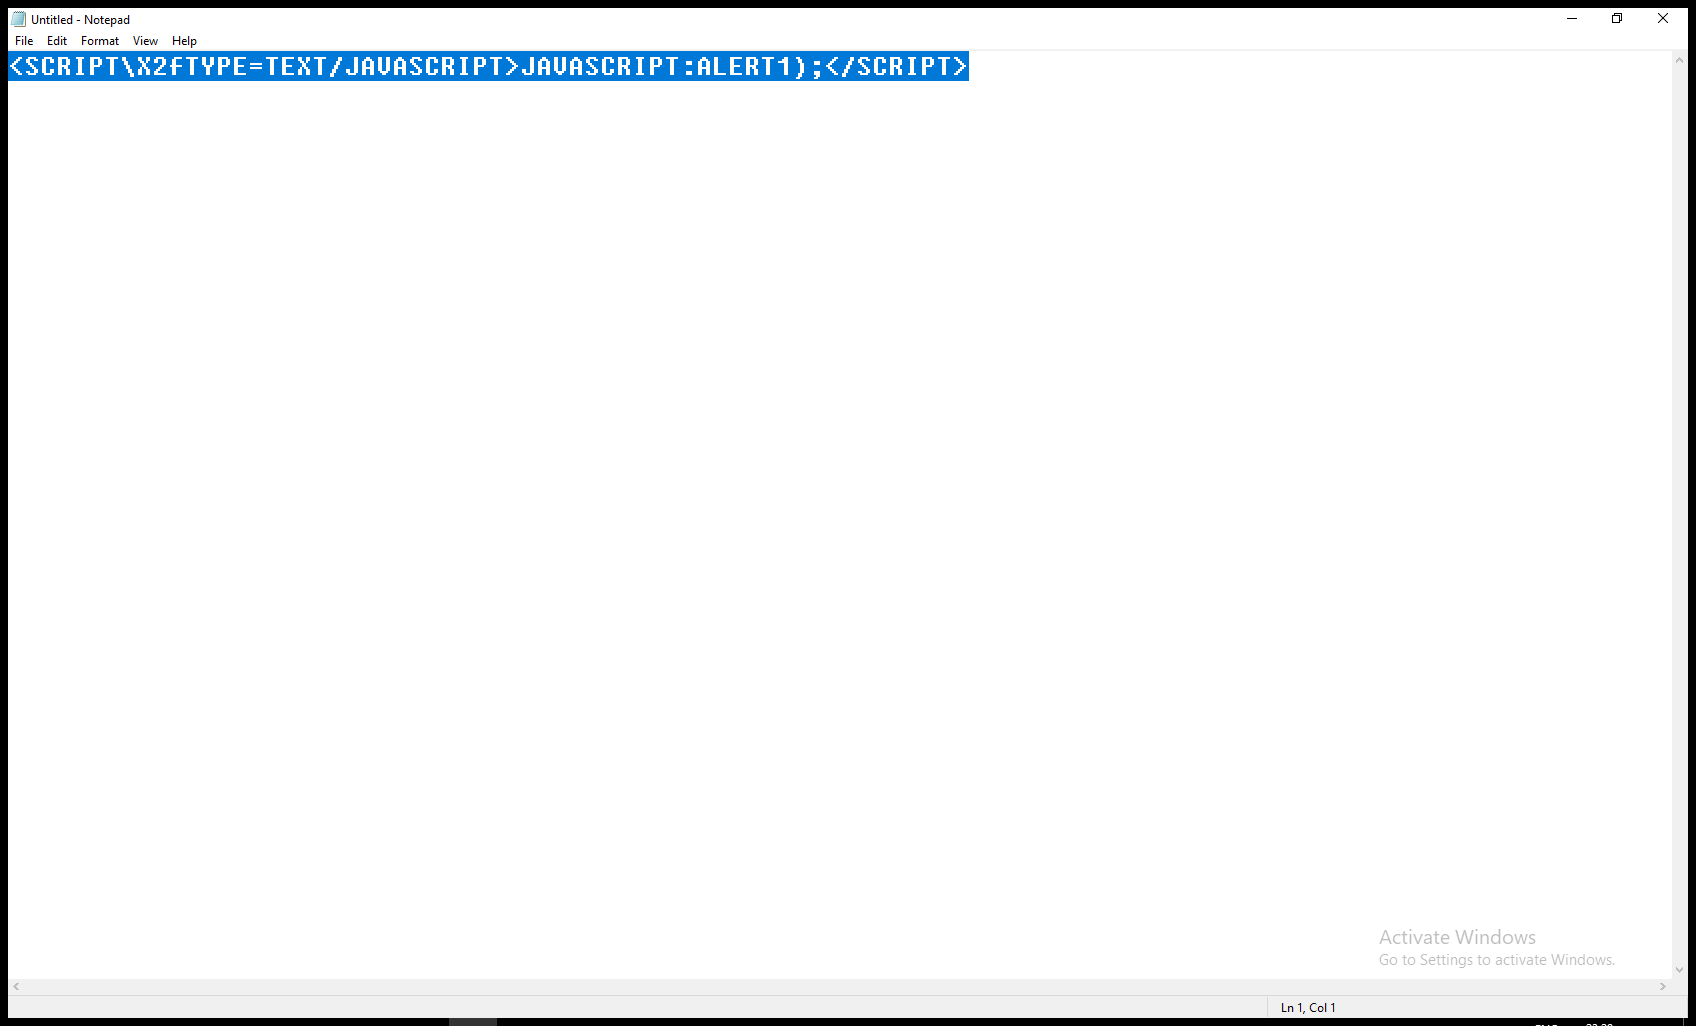 Untitled - Notepad
File Edit Format View Help
<SCRIPT\X2fTYPE=TEXT/JAVASCRIPT>JAVASCRIPT:ALERT1);</SCRIPT>
Activate Windows
Go to Settings to activate Windows.
Ln 1, Col 1